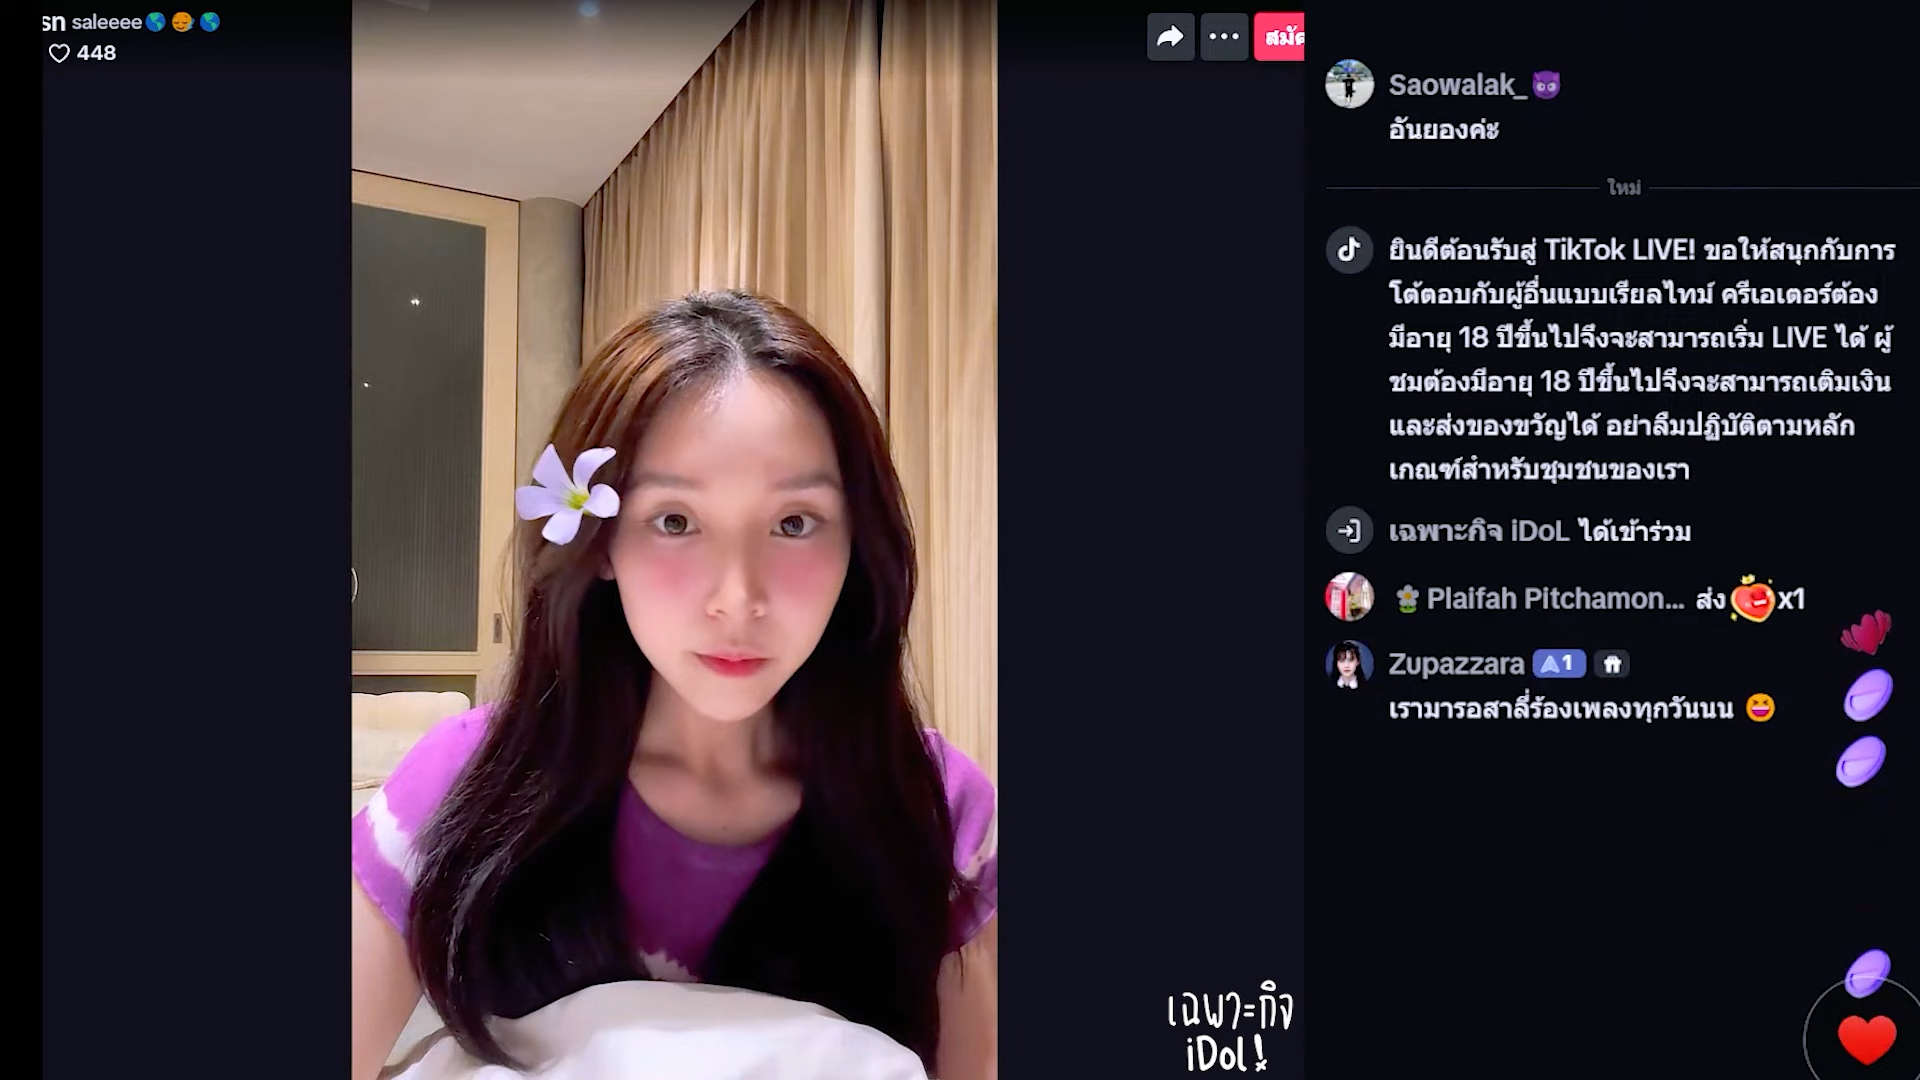 sn saleeee
448
สมัค
Saowalak_
อันยองค่ะ
ใหม่
ยินดีต้อนรับสู่ TikTok LIVE! ขอให้สนุกกับการ
โต้ตอบกับผู้อื่นแบบเรียลไทม์ ครีเอเตอร์ต้อง
มีอายุ 18 ปีขึ้นไปจึงจะสามารถเริ่ม LIVE ได้ ผู้
ชมต้องมีอายุ 18 ปีขึ้นไปจึงจะสามารถเติมเงิน
และส่งของขวัญได้ อย่าลืมปฏิบัติตามหลัก
เกณฑ์สำหรับชุมชนของเรา
เฉพาะกิจ iDoL ได้เข้าร่วม
Plaifah Pitchamon... ส่ง x1
Zupazzara 1
เรามารอสาลี่ร้องเพลงทุกวันนน
เฉพาะกิจ
iDol!